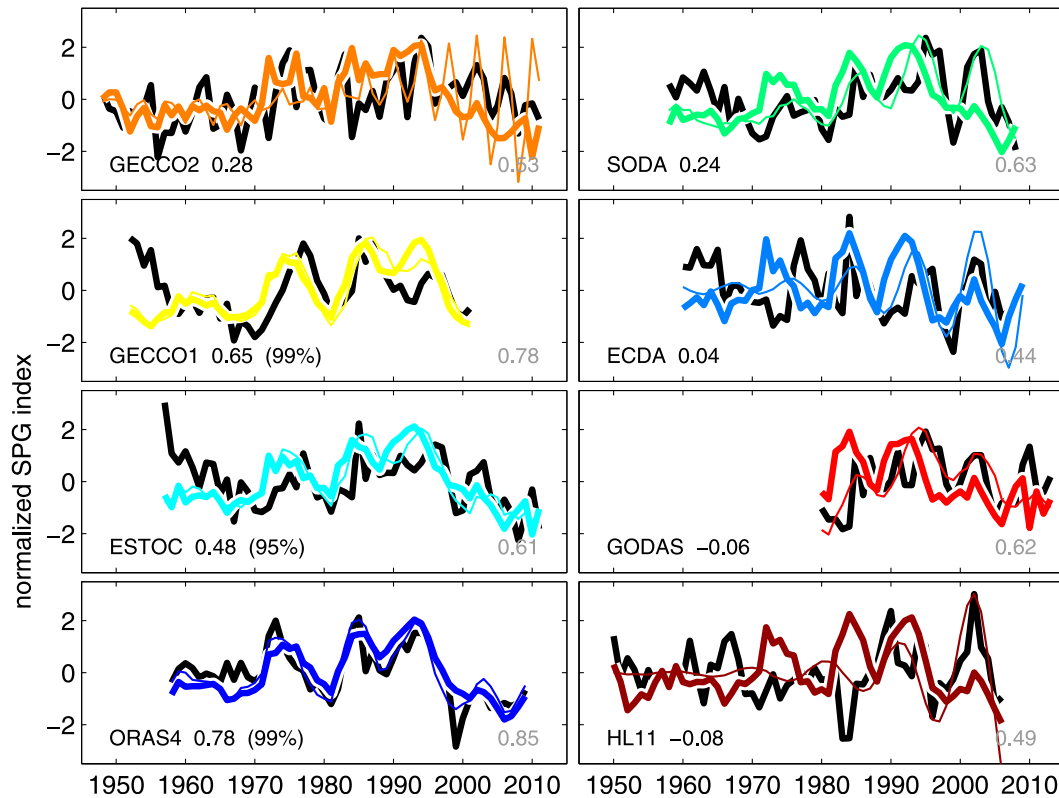 normalized SPG index
2
0
−2
GECCO2 0.28
0.53
SODA 0.24
0.63
2
0
−2
GECCO1 0.65 (99%)
0.78
ECDA 0.04
0.44
2
0
−2
ESTOC 0.48 (95%)
0.61
GODAS −0.06
0.62
2
0
−2
ORAS4 0.78 (99%)
0.85
HL11 −0.08
0.49
1950 1960 1970 1980 1990 2000 2010
1950 1960 1970 1980 1990 2000 2010